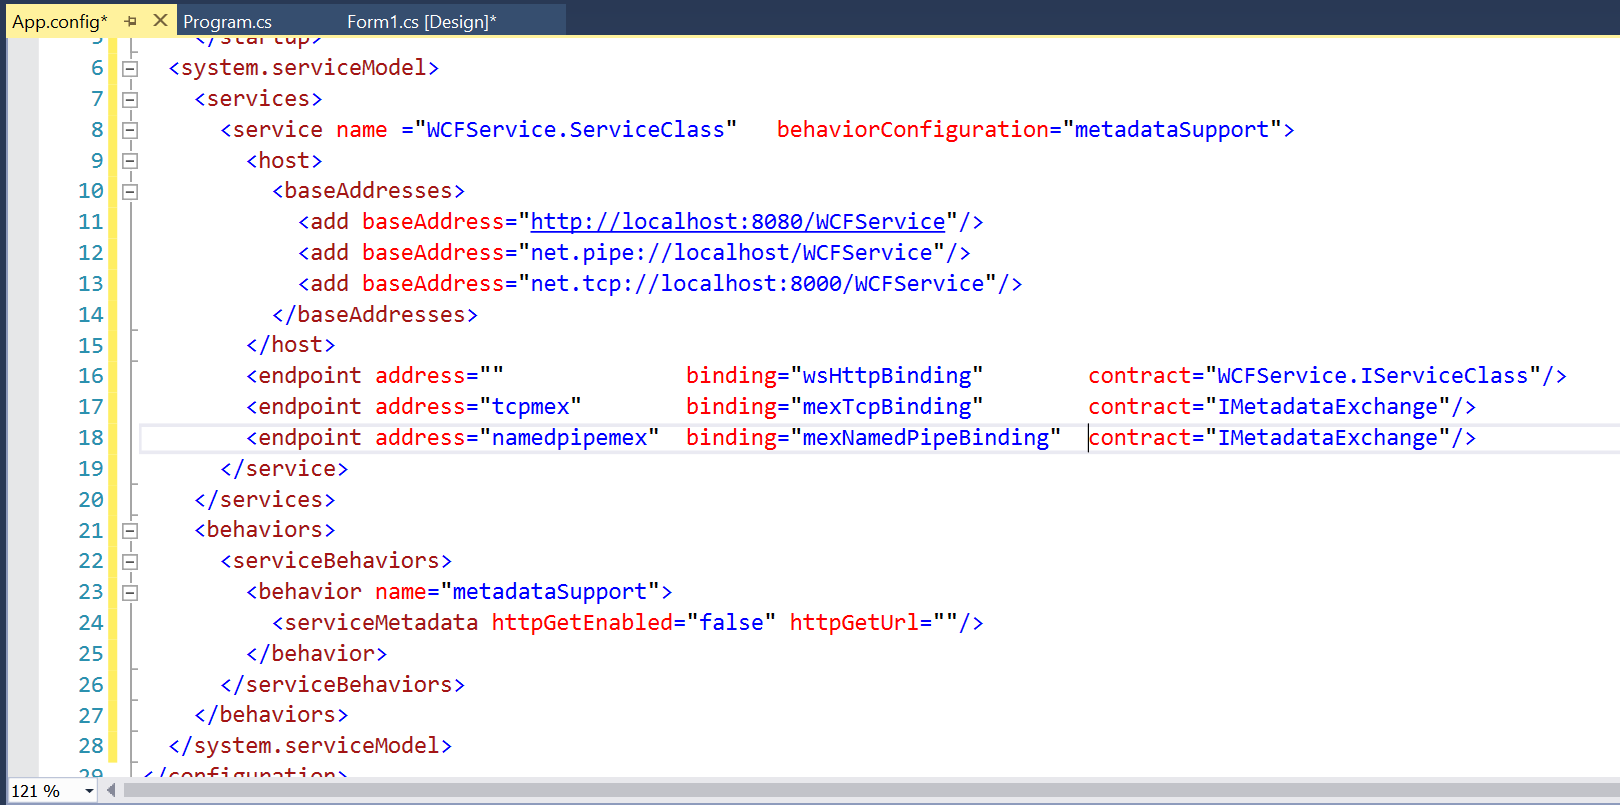 App.config* Program.cs Form1.cs [Design]*
5 </startup>
6 <system.serviceModel>
7 <services>
8 <service name ="WCFService.ServiceClass" behaviorConfiguration="metadataSupport">
9 <host>
10 <baseAddresses>
11 <add baseAddress="http://localhost:8080/WCFService"/>
12 <add baseAddress="net.pipe://localhost/WCFService"/>
13 <add baseAddress="net.tcp://localhost:8000/WCFService"/>
14 </baseAddresses>
15 </host>
16 <endpoint address="" binding="wsHttpBinding" contract="WCFService.IServiceClass"/>
17 <endpoint address="tcpmex" binding="mexTcpBinding" contract="IMetadataExchange"/>
18 <endpoint address="namedpipemex" binding="mexNamedPipeBinding" contract="IMetadataExchange"/>
19 </service>
20 </services>
21 <behaviors>
22 <serviceBehaviors>
23 <behavior name="metadataSupport">
24 <serviceMetadata httpGetEnabled="false" httpGetUrl=""/>
25 </behavior>
26 </serviceBehaviors>
27 </behaviors>
28 </system.serviceModel>
29 </configuration>
121 %